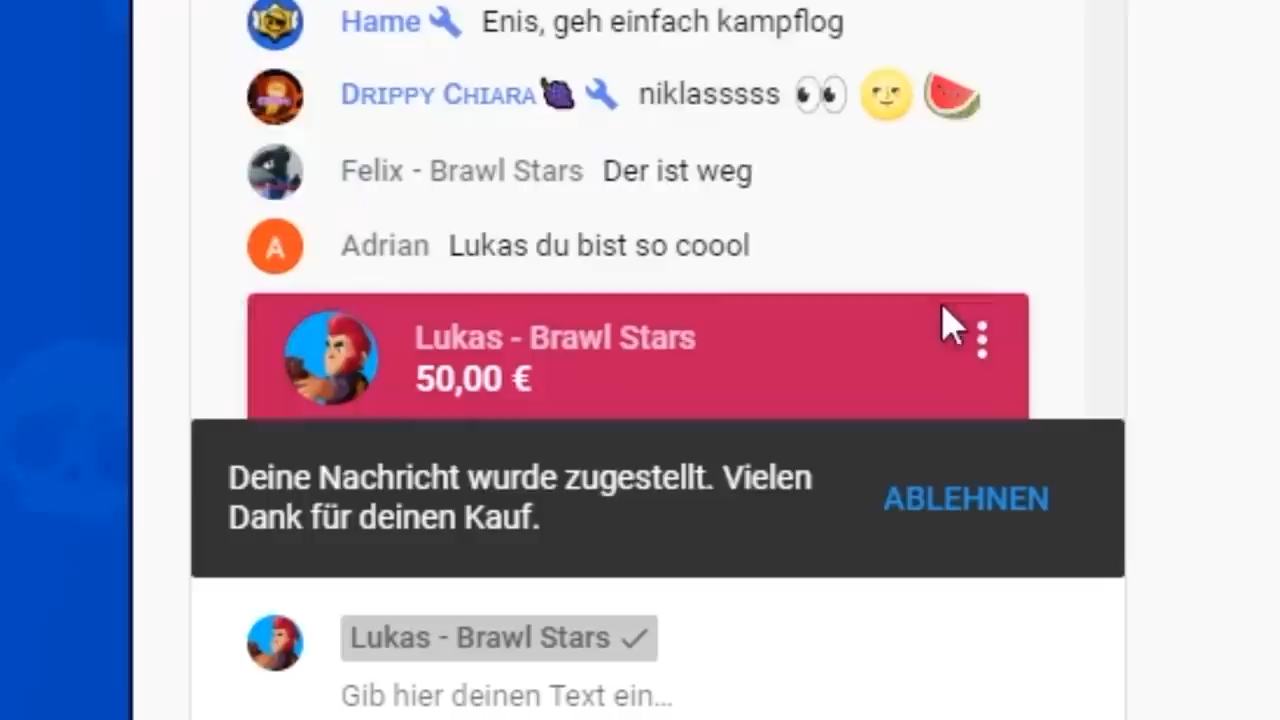 Hame Enis, geh einfach kampflog
Drippy Chiara niklasssss
Felix - Brawl Stars Der ist weg
A Adrian Lukas du bist so coool
Lukas - Brawl Stars
50,00 €
Deine Nachricht wurde zugestellt. Vielen
Dank für deinen Kauf.
ABLEHNEN
Lukas - Brawl Stars
Gib hier deinen Text ein...